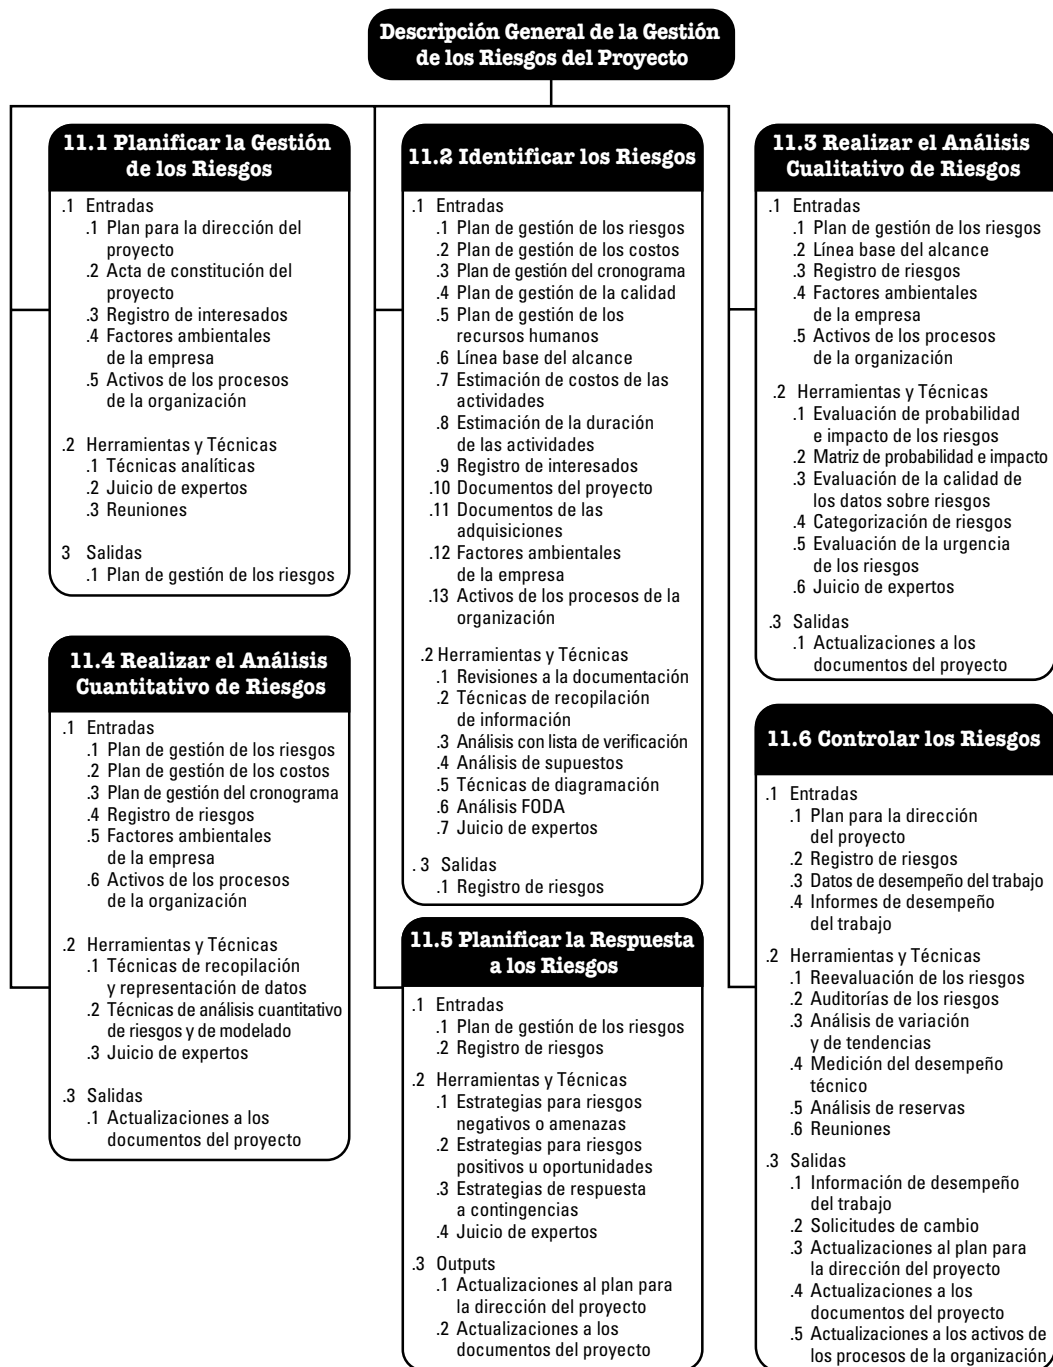 Descripción General de la Gestión
de los Riesgos del Proyecto
11.1 Planificar la Gestión
de los Riesgos
.1 Entradas
.1 Plan para la dirección del
proyecto
.2 Acta de constitución del
proyecto
.3 Registro de interesados
.4 Factores ambientales
de la empresa
.5 Activos de los procesos
de la organización
.2 Herramientas y Técnicas
.1 Técnicas analíticas
.2 Juicio de expertos
.3 Reuniones
3 Salidas
.1 Plan de gestión de los riesgos
11.2 Identificar los Riesgos
.1 Entradas
.1 Plan de gestión de los riesgos
.2 Plan de gestión de los costos
.3 Plan de gestión del cronograma
.4 Plan de gestión de la calidad
.5 Plan de gestión de los
recursos humanos
.6 Línea base del alcance
.7 Estimación de costos de las
actividades
.8 Estimación de la duración
de las actividades
.9 Registro de interesados
.10 Documentos del proyecto
.11 Documentos de las
adquisiciones
.12 Factores ambientales
de la empresa
.13 Activos de los procesos de la
organización
.2 Herramientas y Técnicas
.1 Revisiones a la documentación
.2 Técnicas de recopilación
de información
.3 Análisis con lista de verificación
.4 Análisis de supuestos
.5 Técnicas de diagramación
.6 Análisis FODA
.7 Juicio de expertos
. 3 Salidas
.1 Registro de riesgos
11.3 Realizar el Análisis
Cualitativo de Riesgos
.1 Entradas
.1 Plan de gestión de los riesgos
.2 Línea base del alcance
.3 Registro de riesgos
.4 Factores ambientales
de la empresa
.5 Activos de los procesos
de la organización
.2 Herramientas y Técnicas
.1 Evaluación de probabilidad
e impacto de los riesgos
.2 Matriz de probabilidad e impacto
.3 Evaluación de la calidad de
los datos sobre riesgos
.4 Categorización de riesgos
.5 Evaluación de la urgencia
de los riesgos
.6 Juicio de expertos
.3 Salidas
.1 Actualizaciones a los
documentos del proyecto
11.4 Realizar el Análisis
Cuantitativo de Riesgos
.1 Entradas
.1 Plan de gestión de los riesgos
.2 Plan de gestión de los costos
.3 Plan de gestión del cronograma
.4 Registro de riesgos
.5 Factores ambientales
de la empresa
.6 Activos de los procesos
de la organización
.2 Herramientas y Técnicas
.1 Técnicas de recopilación
y representación de datos
.2 Técnicas de análisis cuantitativo
de riesgos y de modelado
.3 Juicio de expertos
.3 Salidas
.1 Actualizaciones a los
documentos del proyecto
11.5 Planificar la Respuesta
a los Riesgos
.1 Entradas
.1 Plan de gestión de los riesgos
.2 Registro de riesgos
.2 Herramientas y Técnicas
.1 Estrategias para riesgos
negativos o amenazas
.2 Estrategias para riesgos
positivos u oportunidades
.3 Estrategias de respuesta
a contingencias
.4 Juicio de expertos
.3 Outputs
.1 Actualizaciones al plan para
la dirección del proyecto
.2 Actualizaciones a los
documentos del proyecto
11.6 Controlar los Riesgos
.1 Entradas
.1 Plan para la dirección
del proyecto
.2 Registro de riesgos
.3 Datos de desempeño del trabajo
.4 Informes de desempeño
del trabajo
.2 Herramientas y Técnicas
.1 Reevaluación de los riesgos
.2 Auditorías de los riesgos
.3 Análisis de variación
y de tendencias
.4 Medición del desempeño
técnico
.5 Análisis de reservas
.6 Reuniones
.3 Salidas
.1 Información de desempeño
del trabajo
.2 Solicitudes de cambio
.3 Actualizaciones al plan para
la dirección del proyecto
.4 Actualizaciones a los
documentos del proyecto
.5 Actualizaciones a los activos de
los procesos de la organización